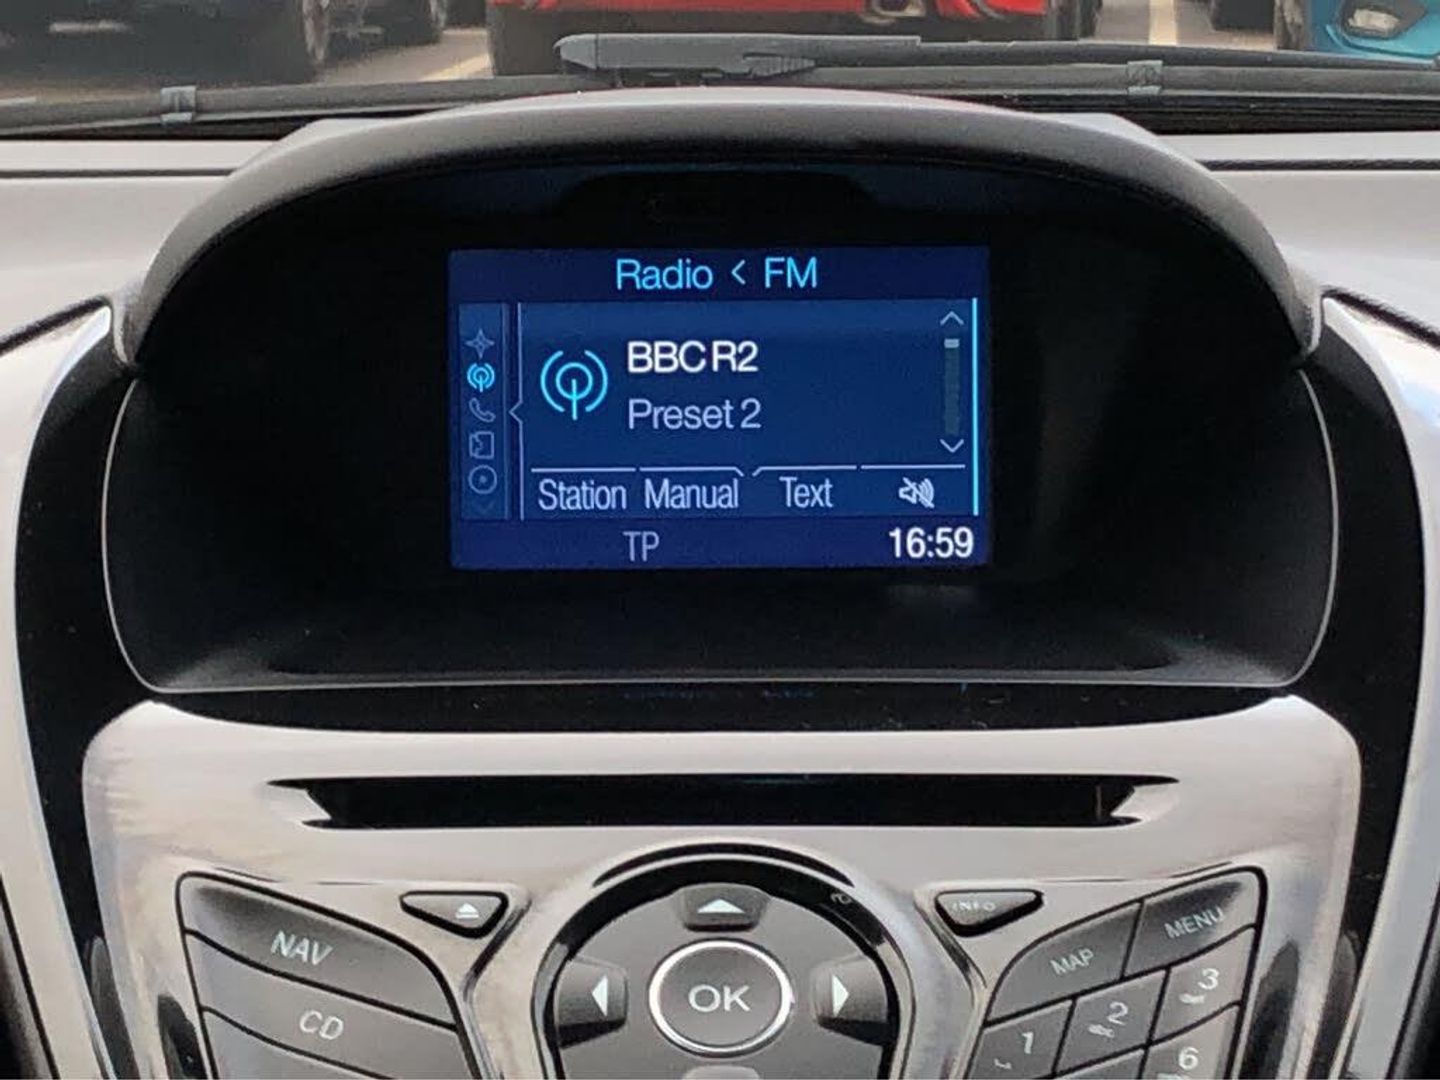 Radio < FM
BBC R2
Preset 2
Station Manual Text
TP 16:59
INFO
NAV
MAP
MENU
CD
OK
1
2
3
6